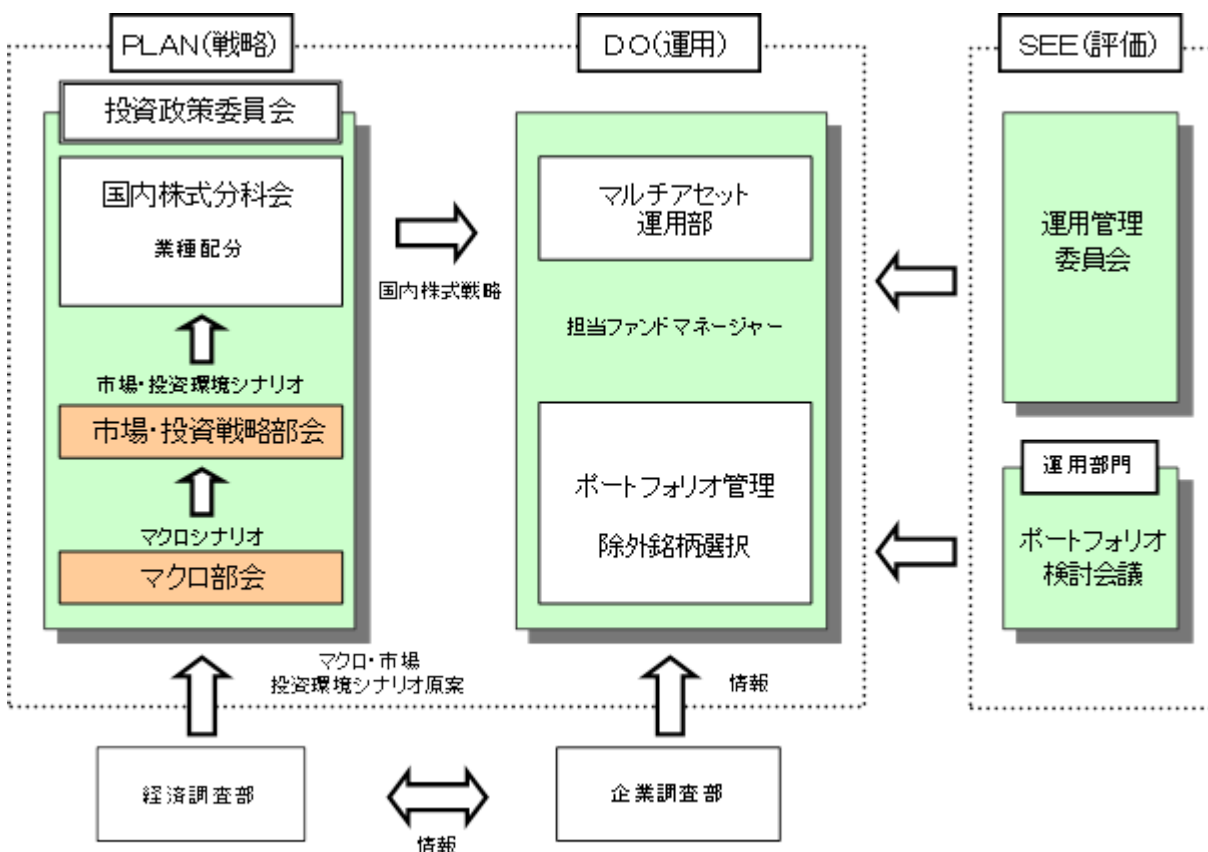 PLAN(戦略)
投資政策委員会
国内株式分科会
業種配分
市場・投資環境シナリオ
市場・投資戦略部会
マクロシナリオ
マクロ部会
国内株式戦略
DO(運用)
マルチアセット
運用部
担当ファンドマネージャー
ポートフォリオ管理
除外銘柄選択
SEE(評価)
運用管理
委員会
運用部門
ポートフォリオ
検討会議
マクロ・市場
投資環境シナリオ原案
情報
経済調査部
情報
企業調査部